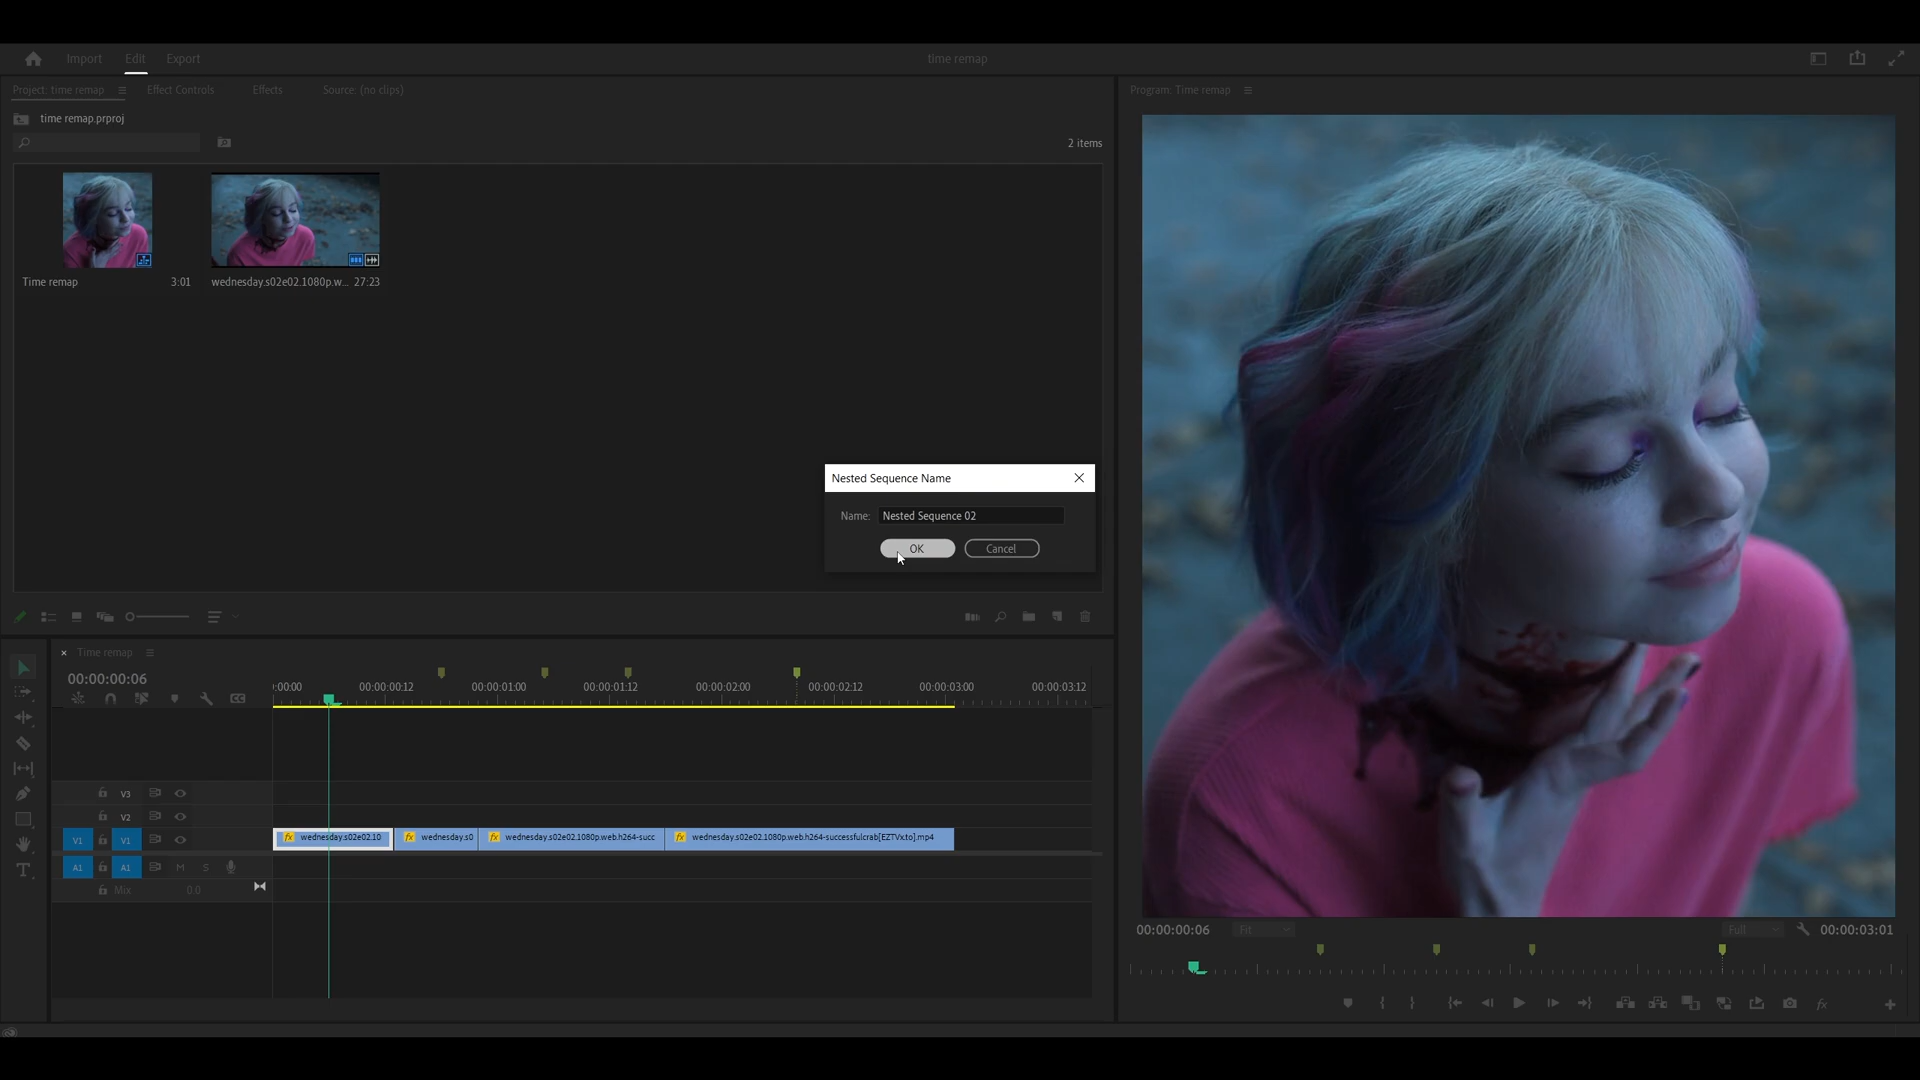 Import Edit Export time remap
Project: time remap Effect Controls Effects Source: (no clips)
Program: Time remap
time remap.prproj
2 items
Time remap 3:01 wednesday.s02e02.1080p.w... 27:23
Nested Sequence Name
Name: Nested Sequence 02
OK Cancel
Time remap
00:00:00:06
:00:00 00:00:00:12 00:00:01:00 00:00:01:12 00:00:02:00 00:00:02:12 00:00:03:00 00:00:03:12
CC
V3
V2
V1 V1
fx wednesday.s02e02.10 fx wednesday.s0 fx wednesday.s02e02.1080p.web.h264-succ fx wednesday.s02e02.1080p.web.h264-successfulcrab[EZTVx.to].mp4
A1 A1 M S
Mix 0.0
T
00:00:00:06 Fit Full 00:00:03:01
fx